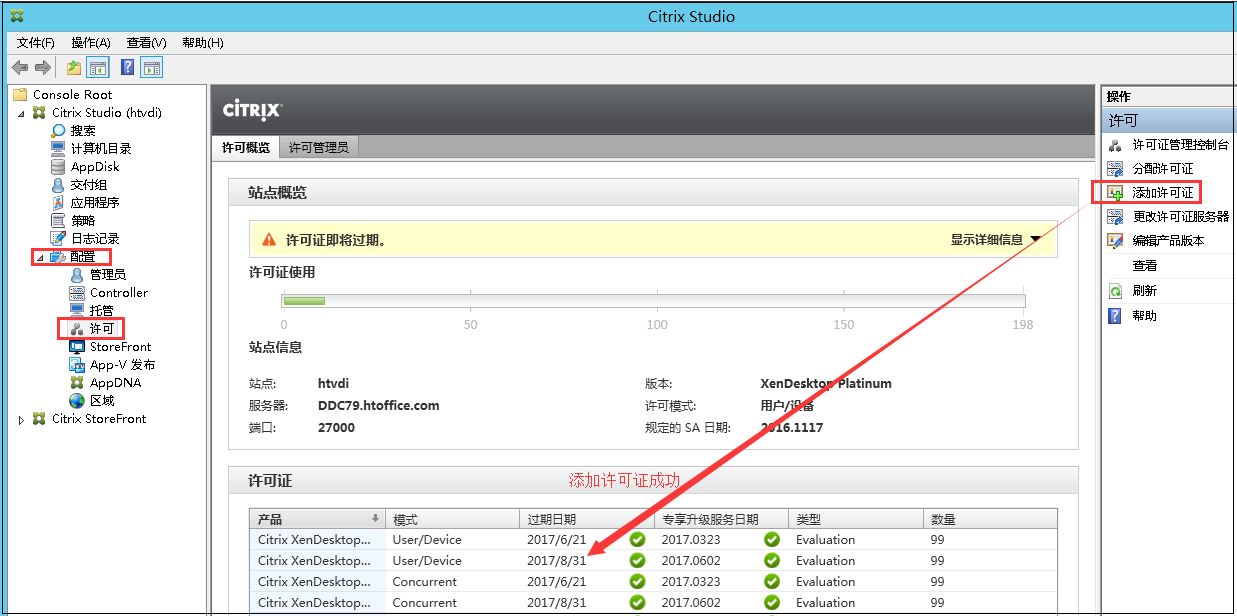 Citrix Studio
文件(F) 操作(A) 查看(V) 帮助(H)
Console Root
Citrix Studio (htvdi)
搜索
计算机目录
AppDisk
交付组
应用程序
策略
日志记录
配置
管理员
Controller
托管
许可
StoreFront
App-V 发布
AppDNA
区域
Citrix StoreFront
CİTRIX
许可概览 许可管理员
站点概览
许可证即将过期。 显示详细信息
许可证使用
0 50 100 150 198
站点信息
站点: htvdi 版本: XenDesktop Platinum
服务器: DDC79.htoffice.com 许可模式: 用户/设备
端口: 27000 规定的 SA 日期: 2016.1117
许可证 添加许可证成功
产品 模式 过期日期 专享升级服务日期 类型 数量
Citrix XenDesktop... User/Device 2017/6/21 2017.0323 Evaluation 99
Citrix XenDesktop... User/Device 2017/8/31 2017.0602 Evaluation 99
Citrix XenDesktop... Concurrent 2017/6/21 2017.0323 Evaluation 99
Citrix XenDesktop... Concurrent 2017/8/31 2017.0602 Evaluation 99
操作
许可
许可证管理控制台
分配许可证
添加许可证
更改许可证服务器
编辑产品版本
查看
刷新
帮助